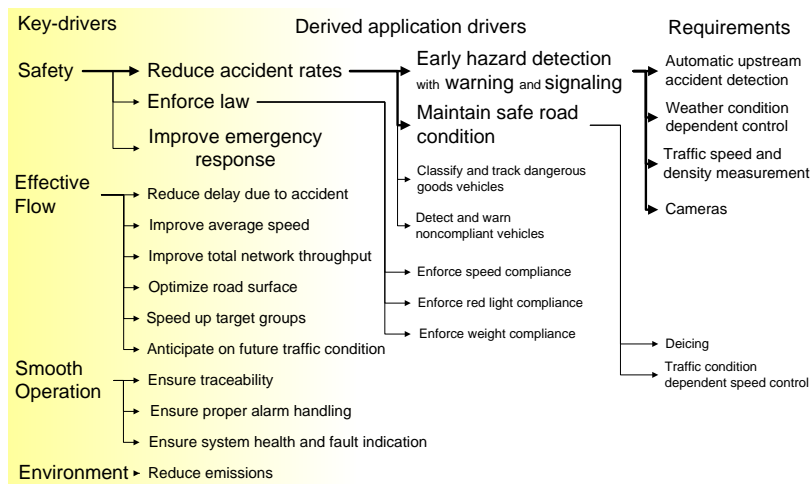 Key-drivers
Derived application drivers
Requirements
Safety
Reduce accident rates
Enforce law
Improve emergency
response
Early hazard detection
with warning and signaling
Maintain safe road
condition
Classify and track dangerous
goods vehicles
Detect and warn
noncompliant vehicles
Enforce speed compliance
Enforce red light compliance
Enforce weight compliance
Automatic upstream
accident detection
Weather condition
dependent control
Traffic speed and
density measurement
Cameras
Deicing
Traffic condition
dependent speed control
Effective
Flow
Reduce delay due to accident
Improve average speed
Improve total network throughput
Optimize road surface
Speed up target groups
Anticipate on future traffic condition
Smooth
Operation
Ensure traceability
Ensure proper alarm handling
Ensure system health and fault indication
Environment
Reduce emissions